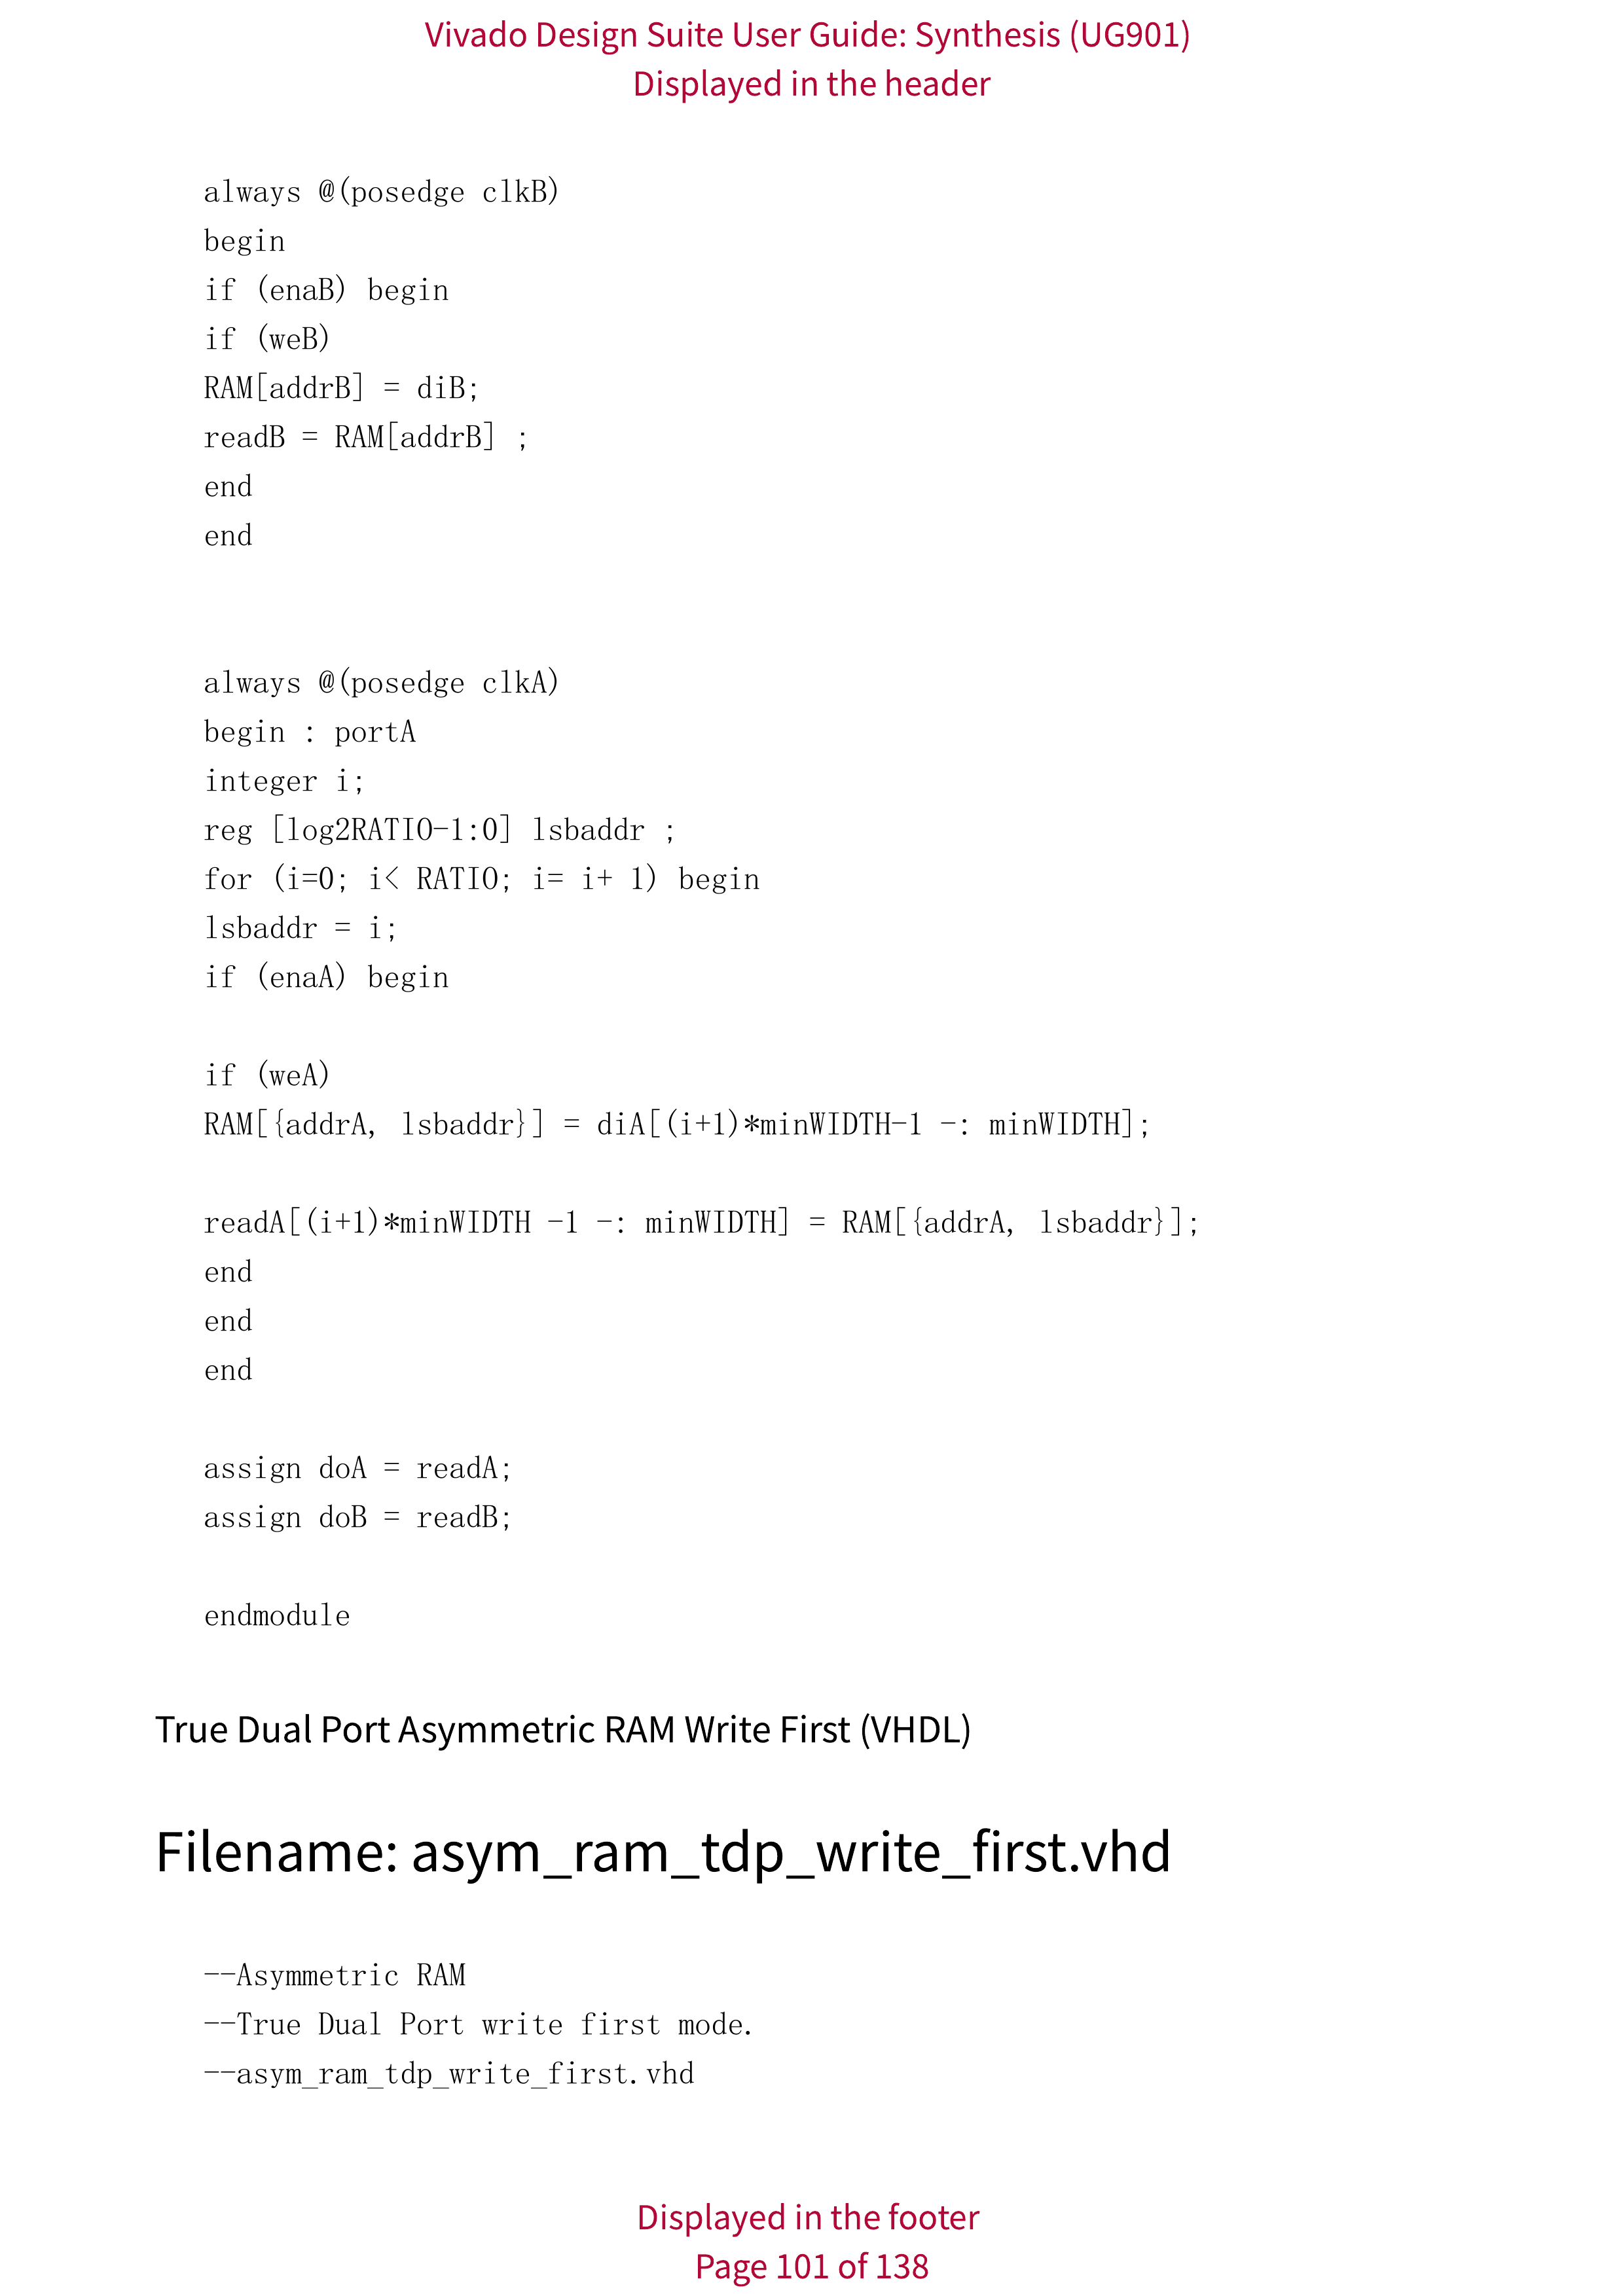 Vivado Design Suite User Guide: Synthesis (UG901)
Displayed in the header
always @(posedge clkB)
begin
if (enaB) begin
if (weB)
RAM[addrB] = diB;
readB = RAM[addrB] ;
end
end
always @(posedge clkA)
begin : portA
integer i;
reg [log2RATIO-1:0] lsbaddr ;
for (i=0; i< RATIO; i= i+ 1) begin
lsbaddr = i;
if (enaA) begin
if (weA)
RAM[{addrA, lsbaddr}] = diA[(i+1)*minWIDTH-1 -: minWIDTH];
readA[(i+1)*minWIDTH -1 -: minWIDTH] = RAM[{addrA, lsbaddr}];
end
end
end
assign doA = readA;
assign doB = readB;
endmodule
True Dual Port Asymmetric RAM Write First (VHDL)
Filename: asym_ram_tdp_write_first.vhd
--Asymmetric RAM
--True Dual Port write first mode.
--asym_ram_tdp_write_first.vhd
Displayed in the footer
Page 101 of 138